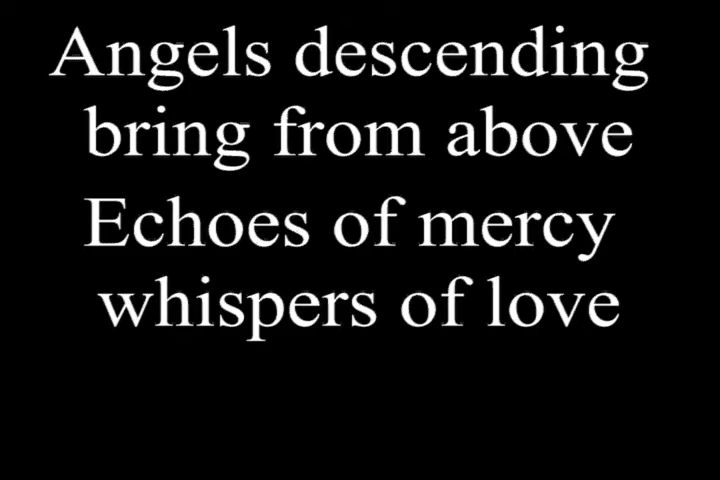 Angels descending
bring from above
Echoes of mercy
whispers of love